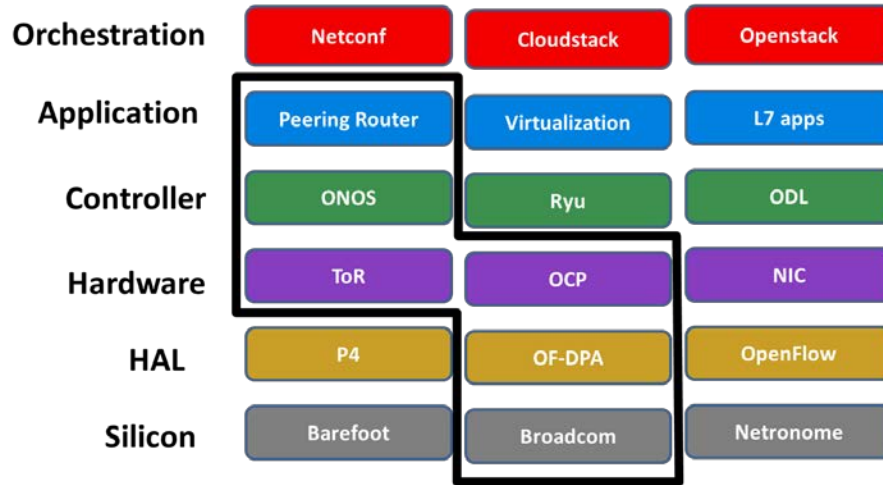 Orchestration Netconf Cloudstack Openstack
Application Peering Router Virtualization L7 apps
Controller ONOS Ryu ODL
Hardware ToR OCP NIC
HAL P4 OF-DPA OpenFlow
Silicon Barefoot Broadcom Netronome